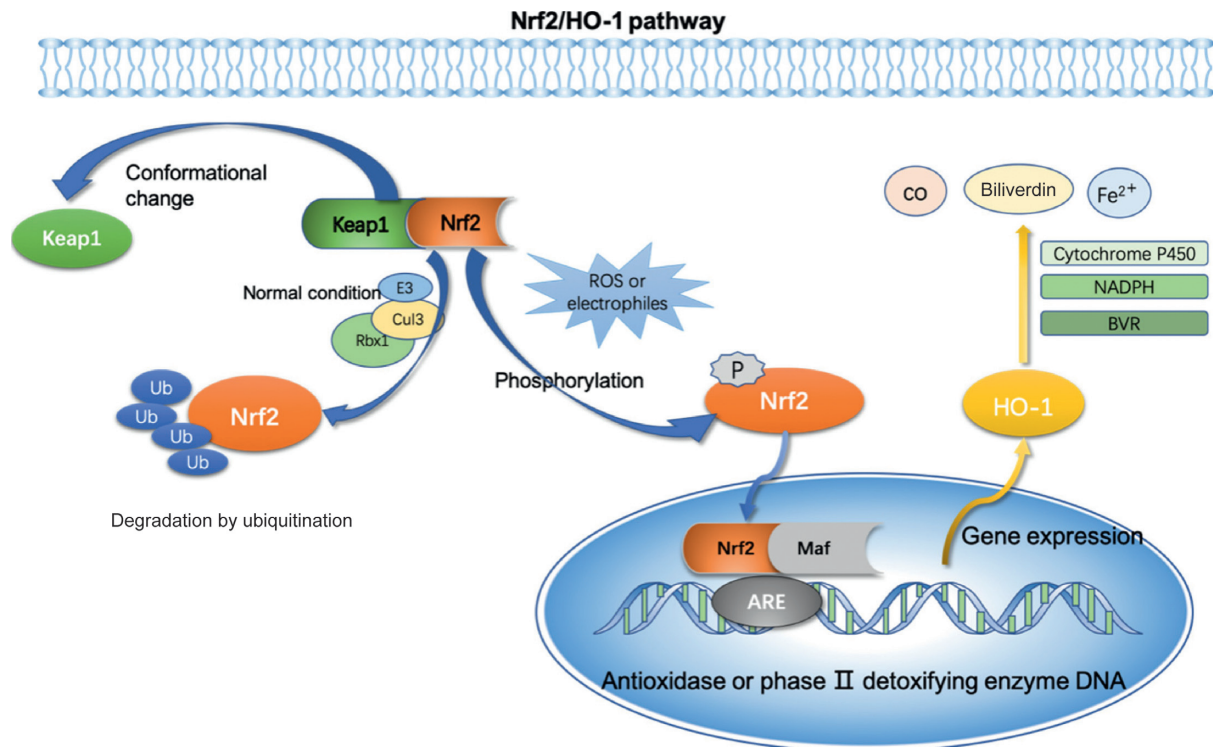 Nrf2/HO-1 pathway
Conformational
change
Keap1
Keap1
Nrf2
Normal condition
E3
Cul3
Rbx1
ROS or
electrophiles
Phosphorylation
Ub
Ub
Ub
Ub
Nrf2
Degradation by ubiquitination
P
Nrf2
CO
Biliverdin
Fe²⁺
Cytochrome P450
NADPH
BVR
HO-1
Gene expression
Nrf2
Maf
ARE
Antioxidase or phase Ⅱ detoxifying enzyme DNA